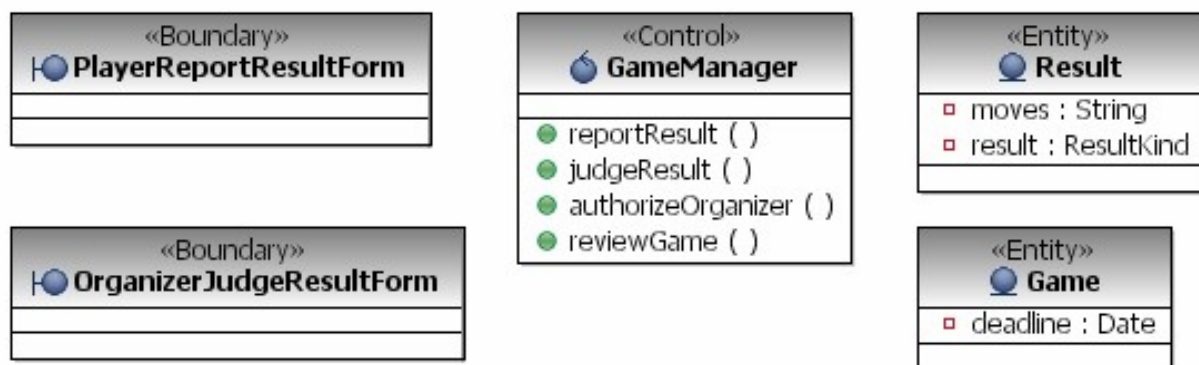 «Boundary»
PlayerReportResultForm
«Boundary»
OrganizerJudgeResultForm
«Control»
GameManager
reportResult ( )
judgeResult ( )
authorizeOrganizer ( )
reviewGame ( )
«Entity»
Result
moves : String
result : ResultKind
«Entity»
Game
deadline : Date